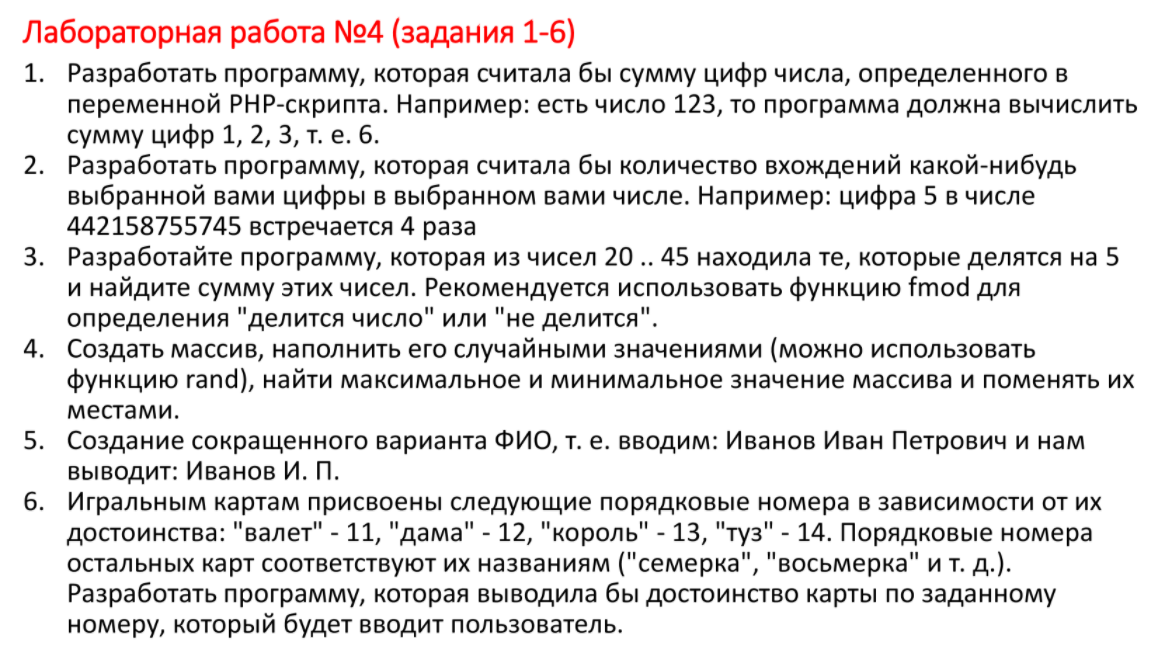 Лабораторная работа №4 (задания 1-6)
1. Разработать программу, которая считала бы сумму цифр числа, определенного в
переменной PHP-скрипта. Например: есть число 123, то программа должна вычислить
сумму цифр 1, 2, 3, т. е. 6.
2. Разработать программу, которая считала бы количество вхождений какой-нибудь
выбранной вами цифры в выбранном вами числе. Например: цифра 5 в числе
442158755745 встречается 4 раза
3. Разработайте программу, которая из чисел 20 .. 45 находила те, которые делятся на 5
и найдите сумму этих чисел. Рекомендуется использовать функцию fmod для
определения "делится число" или "не делится".
4. Создать массив, наполнить его случайными значениями (можно использовать
функцию rand), найти максимальное и минимальное значение массива и поменять их
местами.
5. Создание сокращенного варианта ФИО, т. е. вводим: Иванов Иван Петрович и нам
выводит: Иванов И. П.
6. Игральным картам присвоены следующие порядковые номера в зависимости от их
достоинства: "валет" - 11, "дама" - 12, "король" - 13, "туз" - 14. Порядковые номера
остальных карт соответствуют их названиям ("семерка", "восьмерка" и т. д.).
Разработать программу, которая выводила бы достоинство карты по заданному
номеру, который будет вводит пользователь.